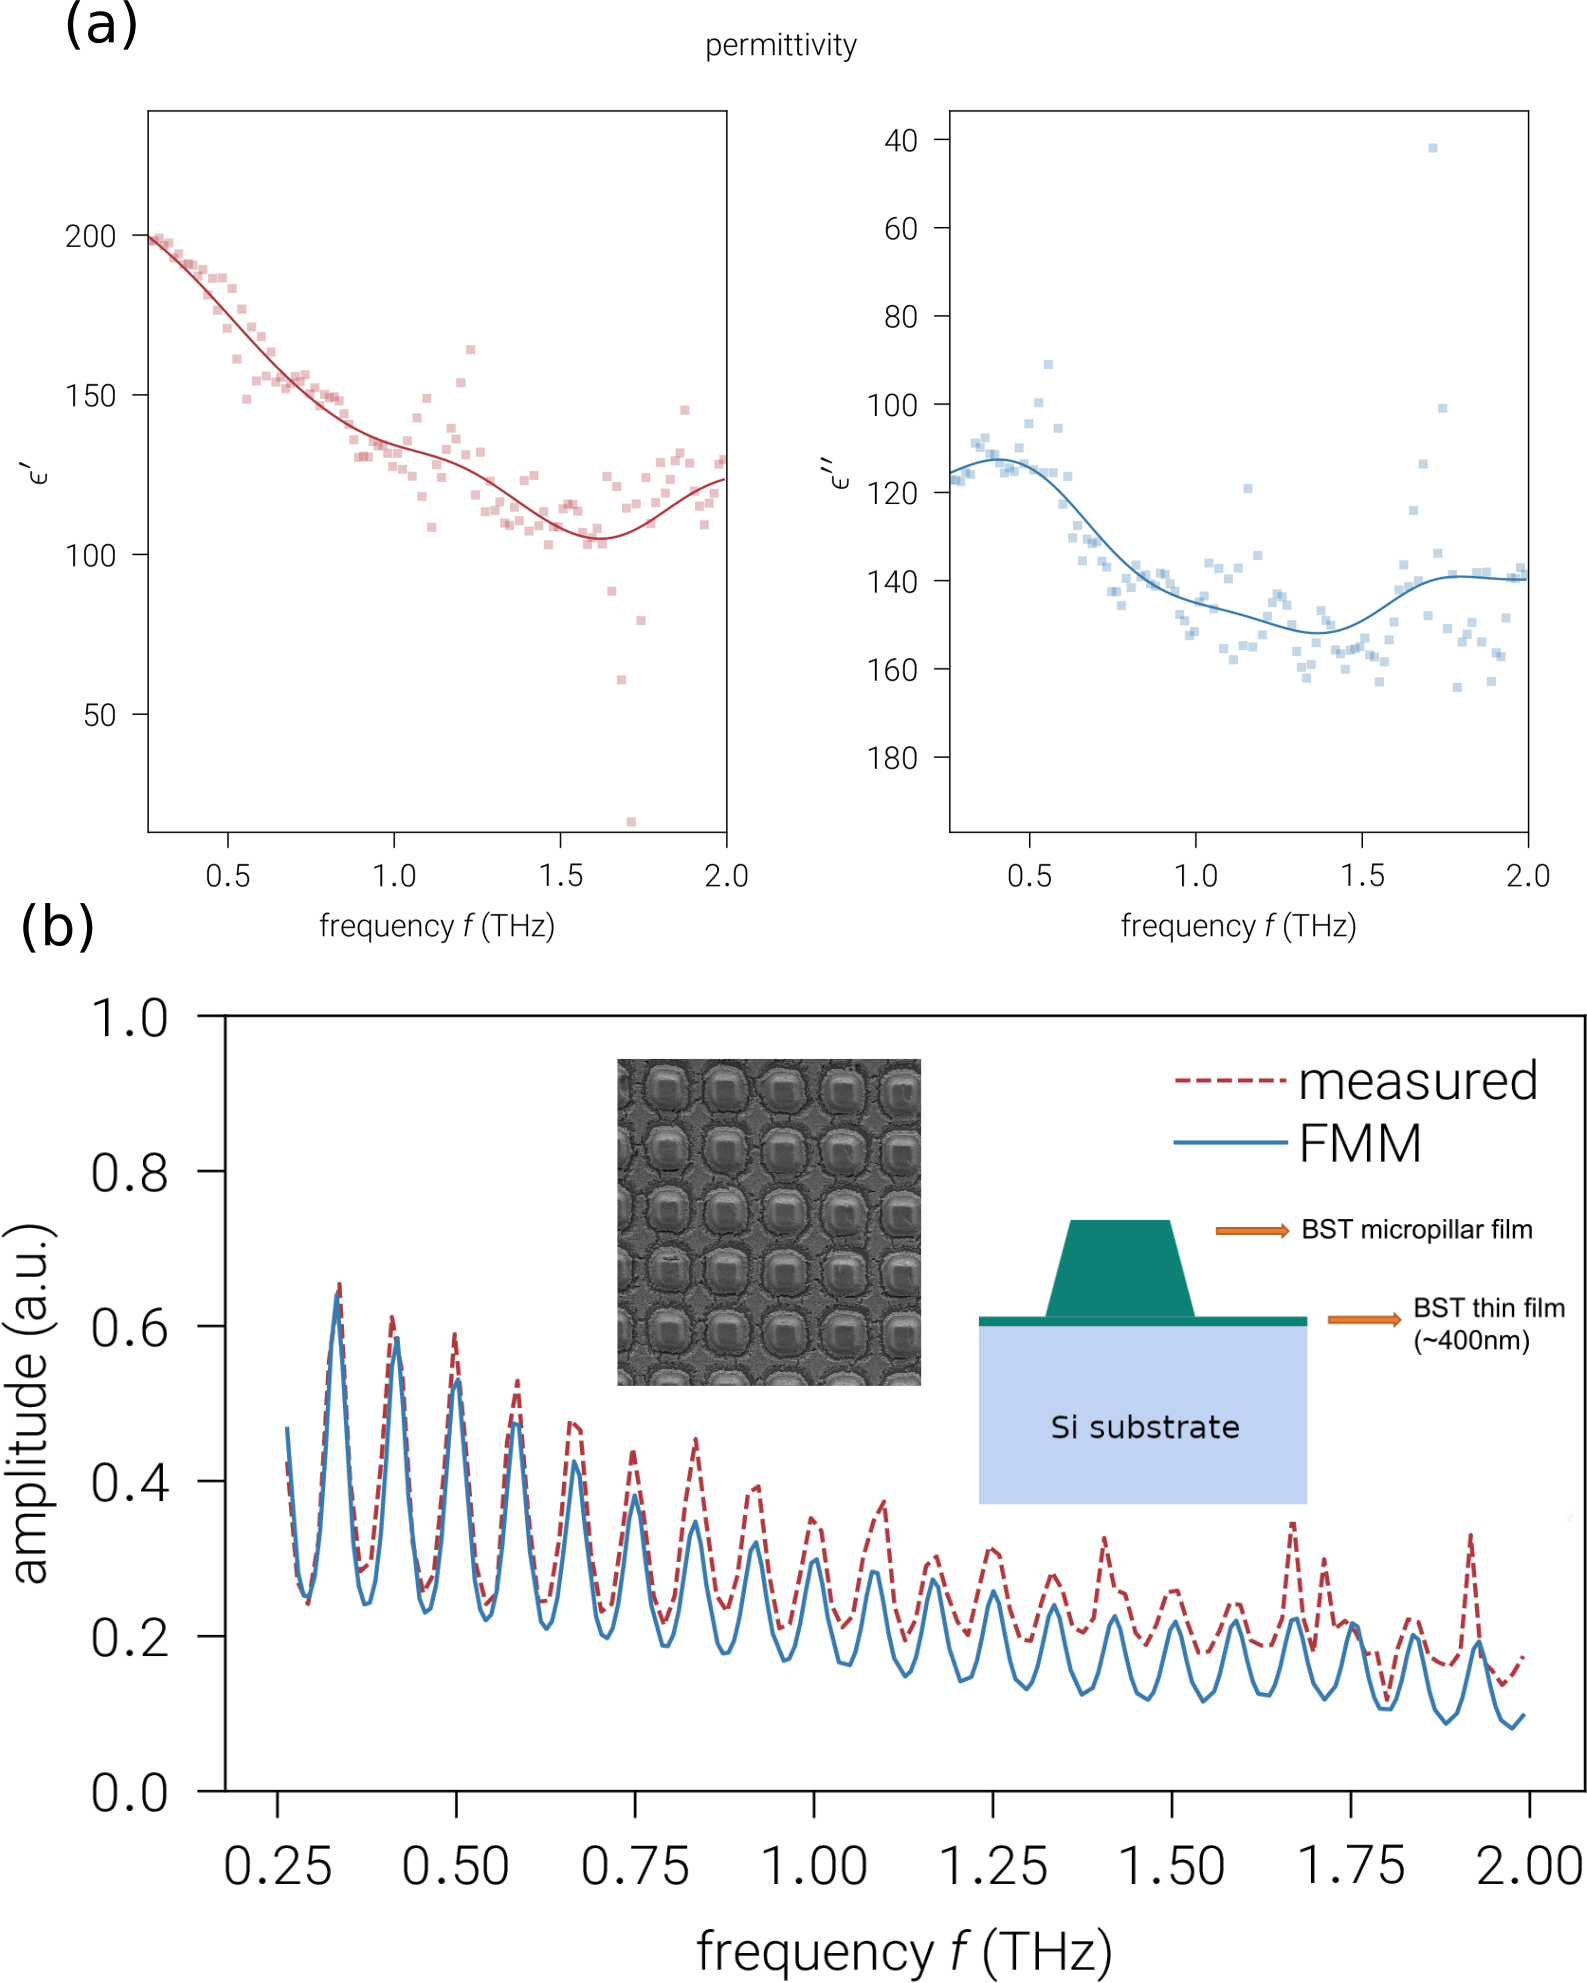 (a)
permittivity
200
150
100
50
ϵ′
0.5 1.0 1.5 2.0
frequency f (THz)
40
60
80
100
120
140
160
180
ϵ′′
0.5 1.0 1.5 2.0
frequency f (THz)
(b)
1.0
0.8
0.6
0.4
0.2
0.0
amplitude (a.u.)
measured
FMM
BST micropillar film
BST thin film
(~400nm)
Si substrate
0.25 0.50 0.75 1.00 1.25 1.50 1.75 2.00
frequency f (THz)